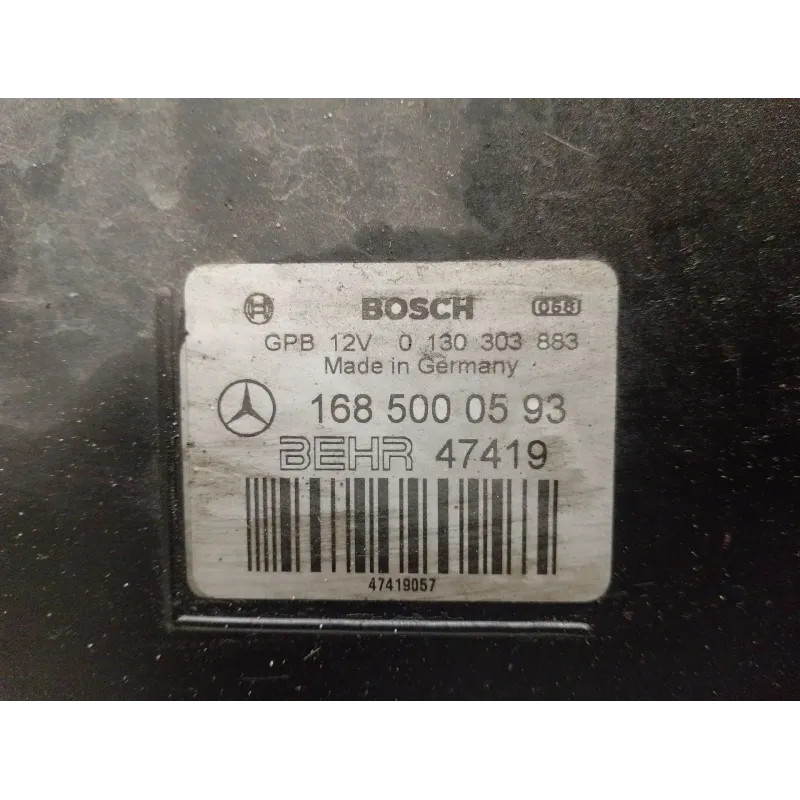 BOSCH 058
GPB 12V 0 130 303 883
Made in Germany
168 500 05 93
BEHR 47419
47419057